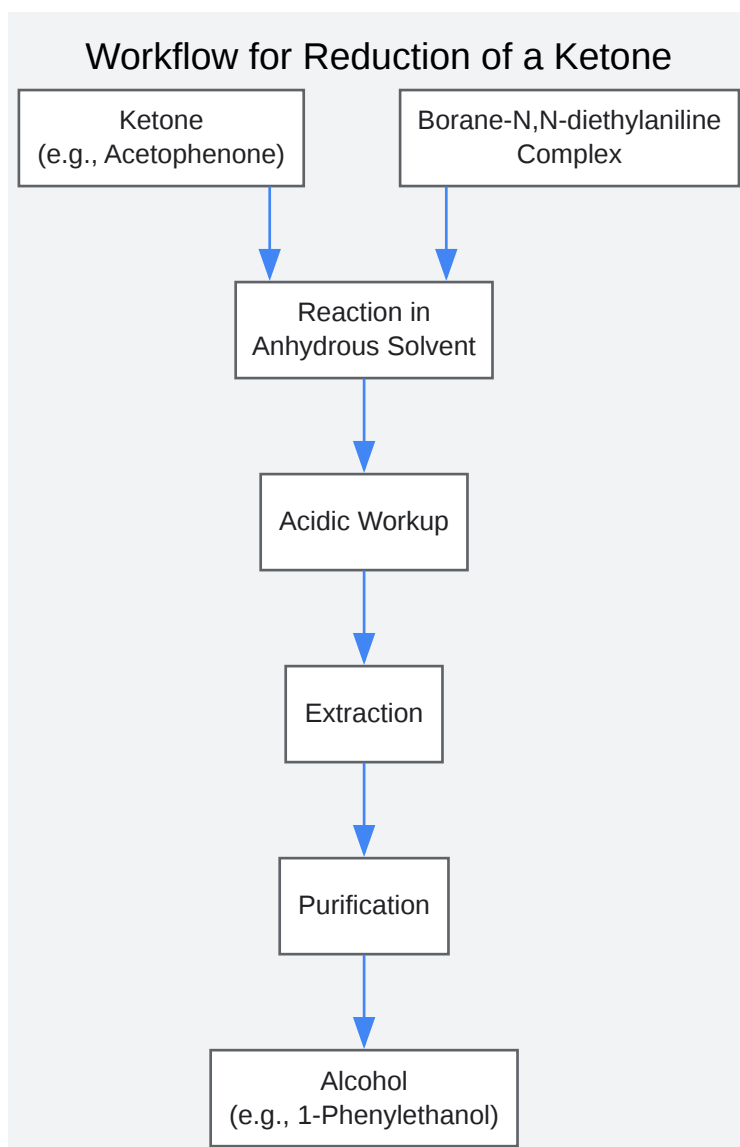 Workflow for Reduction of a Ketone
Ketone
(e.g., Acetophenone)
Borane-N,N-diethylaniline
Complex
Reaction in
Anhydrous Solvent
Acidic Workup
Extraction
Purification
Alcohol
(e.g., 1-Phenylethanol)